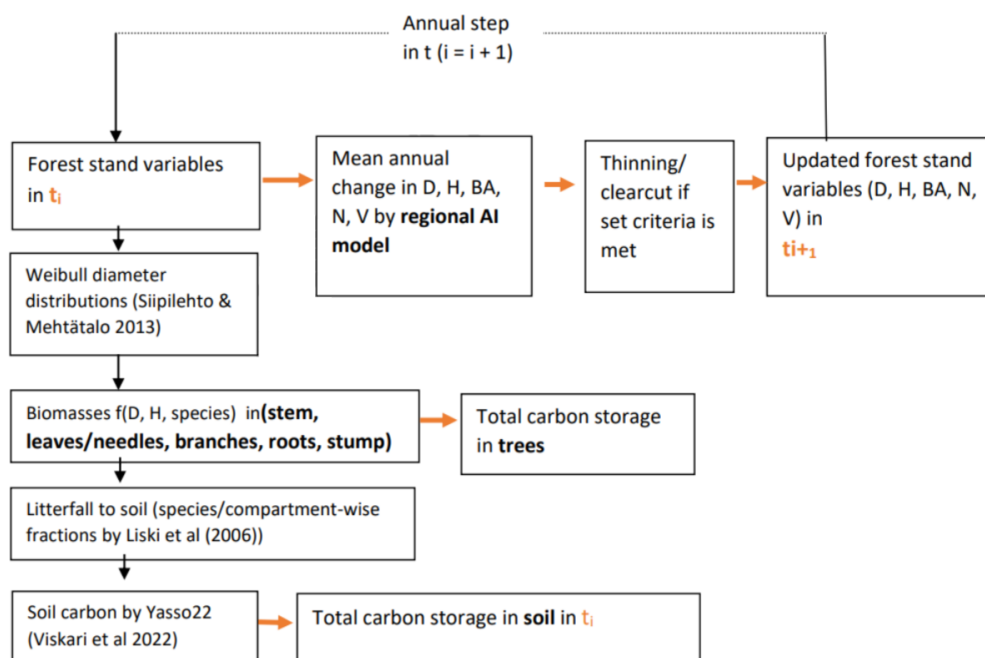 Annual step
in t (i = i + 1)
Forest stand variables
in ti
Mean annual
change in D, H, BA,
N, V by regional AI
model
Thinning/
clearcut if
set criteria is
met
Updated forest stand
variables (D, H, BA, N,
V) in
ti+1
Weibull diameter
distributions (Siipilehto &
Mehtätalo 2013)
Biomasses f(D, H, species) in(stem,
leaves/needles, branches, roots, stump)
Total carbon storage
in trees
Litterfall to soil (species/compartment-wise
fractions by Liski et al (2006))
Soil carbon by Yasso22
(Viskari et al 2022)
Total carbon storage in soil in ti